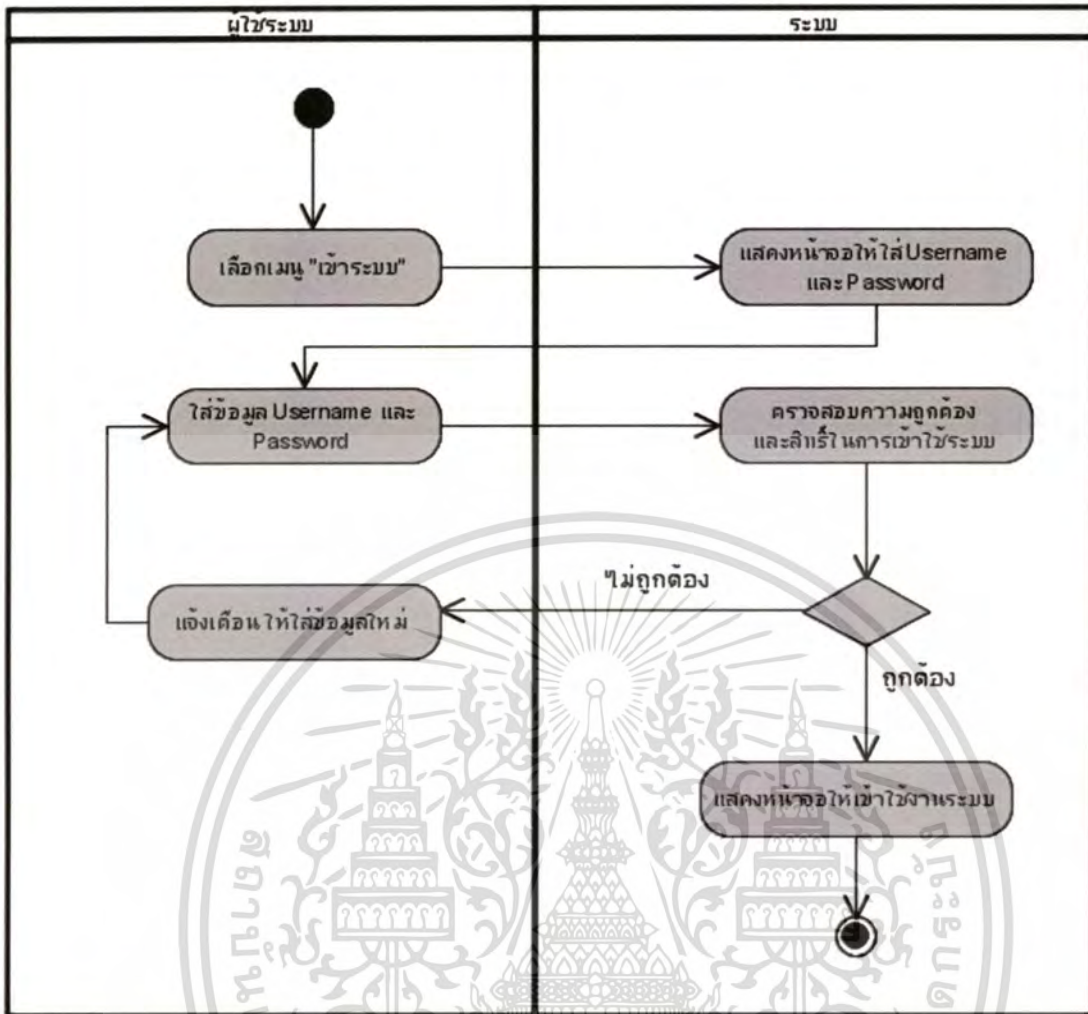 ผู้ใช้ระบบ
ระบบ
เลือกเมนู "เข้าระบบ"
แสดงหน้าจอให้ใส่ Username
และ Password
ใส่ข้อมูล Username และ
Password
ตรวจสอบความถูกต้อง
และสิทธิ์ในการเข้าใช้ระบบ
ไม่ถูกต้อง
แจ้งเตือน ให้ใส่ข้อมูลใหม่
ถูกต้อง
แสดงหน้าจอให้เข้าใช้งานระบบ
สถาบัน